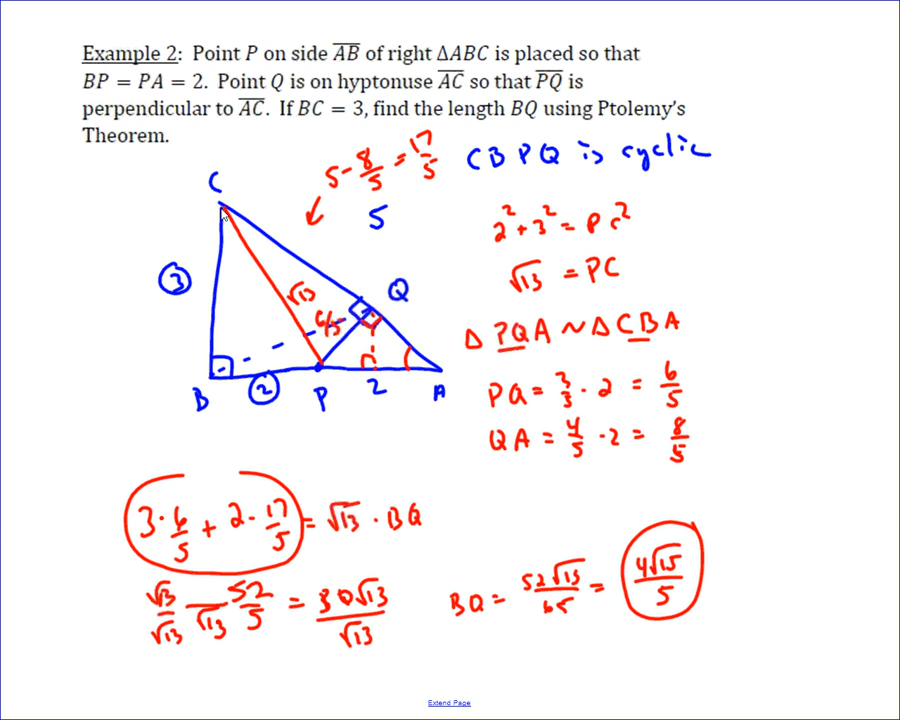 Example 2: Point P on side AB of right ΔABC is placed so that
BP = PA = 2. Point Q is on hyptonuse AC so that PQ is
perpendicular to AC. If BC = 3, find the length BQ using Ptolemy's
Theorem.
5 - 8/5 = 17/5
CBPQ is cyclic
C
5
2² + 3² = PC²
√13 = PC
3
√13
Q
6/5
Δ PQA ~ Δ CBA
B
2
P
2
A
PQ = 3/5 · 2 = 6/5
QA = 4/5 · 2 = 8/5
3 · 6/5 + 2 · 17/5 = √13 · BQ
√13/√13 √13 52/5 = BQ√13/√13
BQ = 52√13/65 = 4√13/5
Extend Page